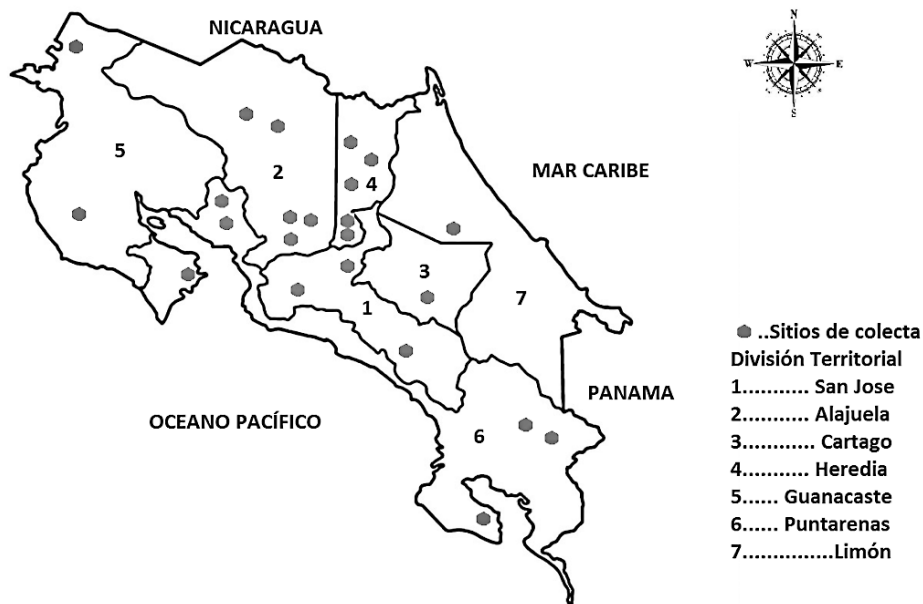 NICARAGUA
N
W
E
S
5
2
4
MAR CARIBE
3
7
1
..Sitios de colecta
División Territorial
1........... San Jose
2........... Alajuela
3............ Cartago
4........... Heredia
5...... Guanacaste
6...... Puntarenas
7...............Limón
PANAMA
OCEANO PACÍFICO
6